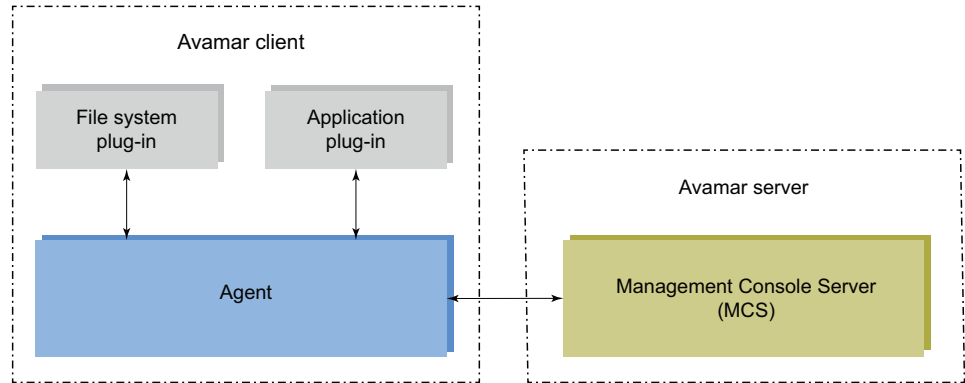 Avamar client
File system
plug-in
Application
plug-in
Agent
Avamar server
Management Console Server
(MCS)